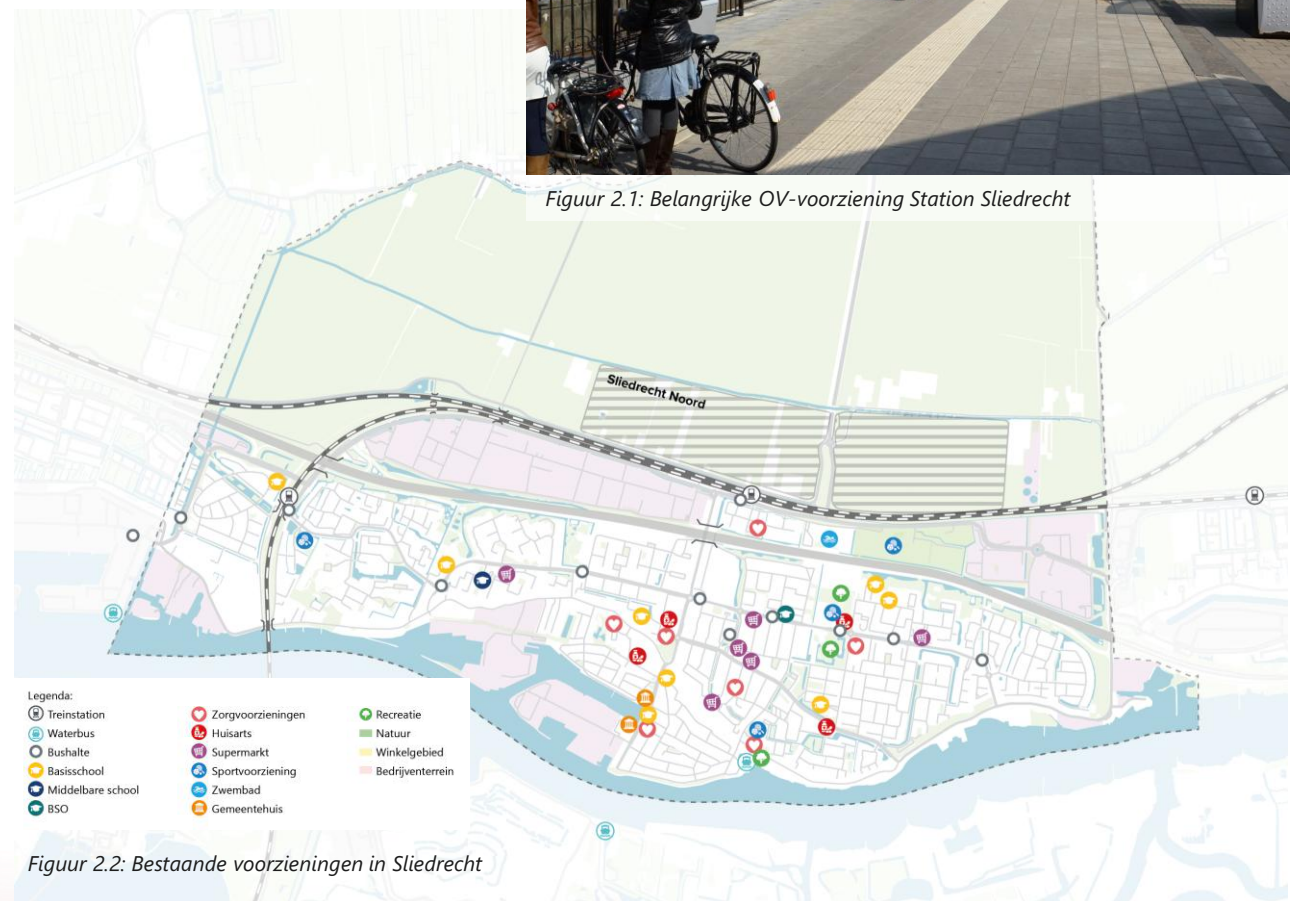 Figuur 2.1: Belangrijke OV-voorziening Station Sliedrecht
Sliedrecht Noord
Legenda:
Treinstation
Waterbus
Bushalte
Basisschool
Middelbare school
BSO
Zorgvoorzieningen
Huisarts
Supermarkt
Sportvoorziening
Zwembad
Gemeentehuis
Recreatie
Natuur
Winkelgebied
Bedrijventerrein
Figuur 2.2: Bestaande voorzieningen in Sliedrecht